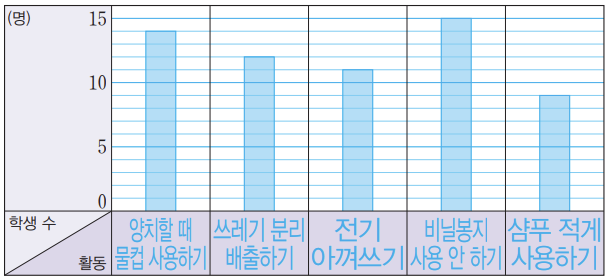 (명)
15
10
5
0
학생 수
활동
양치할 때
물컵 사용하기
쓰레기 분리
배출하기
전기
아껴쓰기
비닐봉지
사용 안 하기
샴푸 적게
사용하기